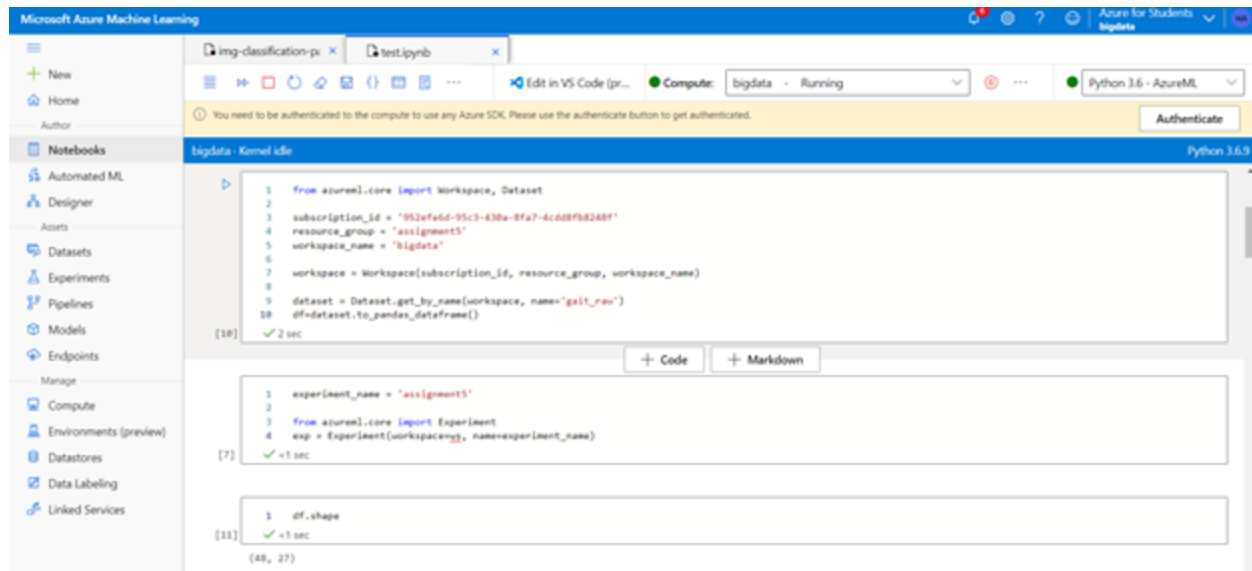 Microsoft Azure Machine Learning
Azure for Students
bigdata
img-classification-pa
test.ipynb
New
Home
Author
Notebooks
Automated ML
Designer
Assets
Datasets
Experiments
Pipelines
Models
Endpoints
Manage
Compute
Environments (preview)
Datastores
Data Labeling
Linked Services
Edit in VS Code (pr...
Compute: bigdata - Running
Python 3.6 - AzureML
You need to be authenticated to the compute to use any Azure SDK. Please use the authenticate button to get authenticated.
Authenticate
bigdata - Kernel idle
Python 3.6.9
1 from azureml.core import Workspace, Dataset
2
3 subscription_id = '952efe6d-95c3-430a-8fa7-4cdd8fb8248f'
4 resource_group = 'assignment5'
5 workspace_name = 'bigdata'
6
7 workspace = Workspace(subscription_id, resource_group, workspace_name)
8
9 dataset = Dataset.get_by_name(workspace, name='gait_raw')
10 df=dataset.to_pandas_dataframe()
[10] 2 sec
+ Code
+ Markdown
1 experiment_name = 'assignment5'
2
3 from azureml.core import Experiment
4 exp = Experiment(workspace=ws, name=experiment_name)
[7] <1 sec
1 df.shape
[11] <1 sec
(48, 27)